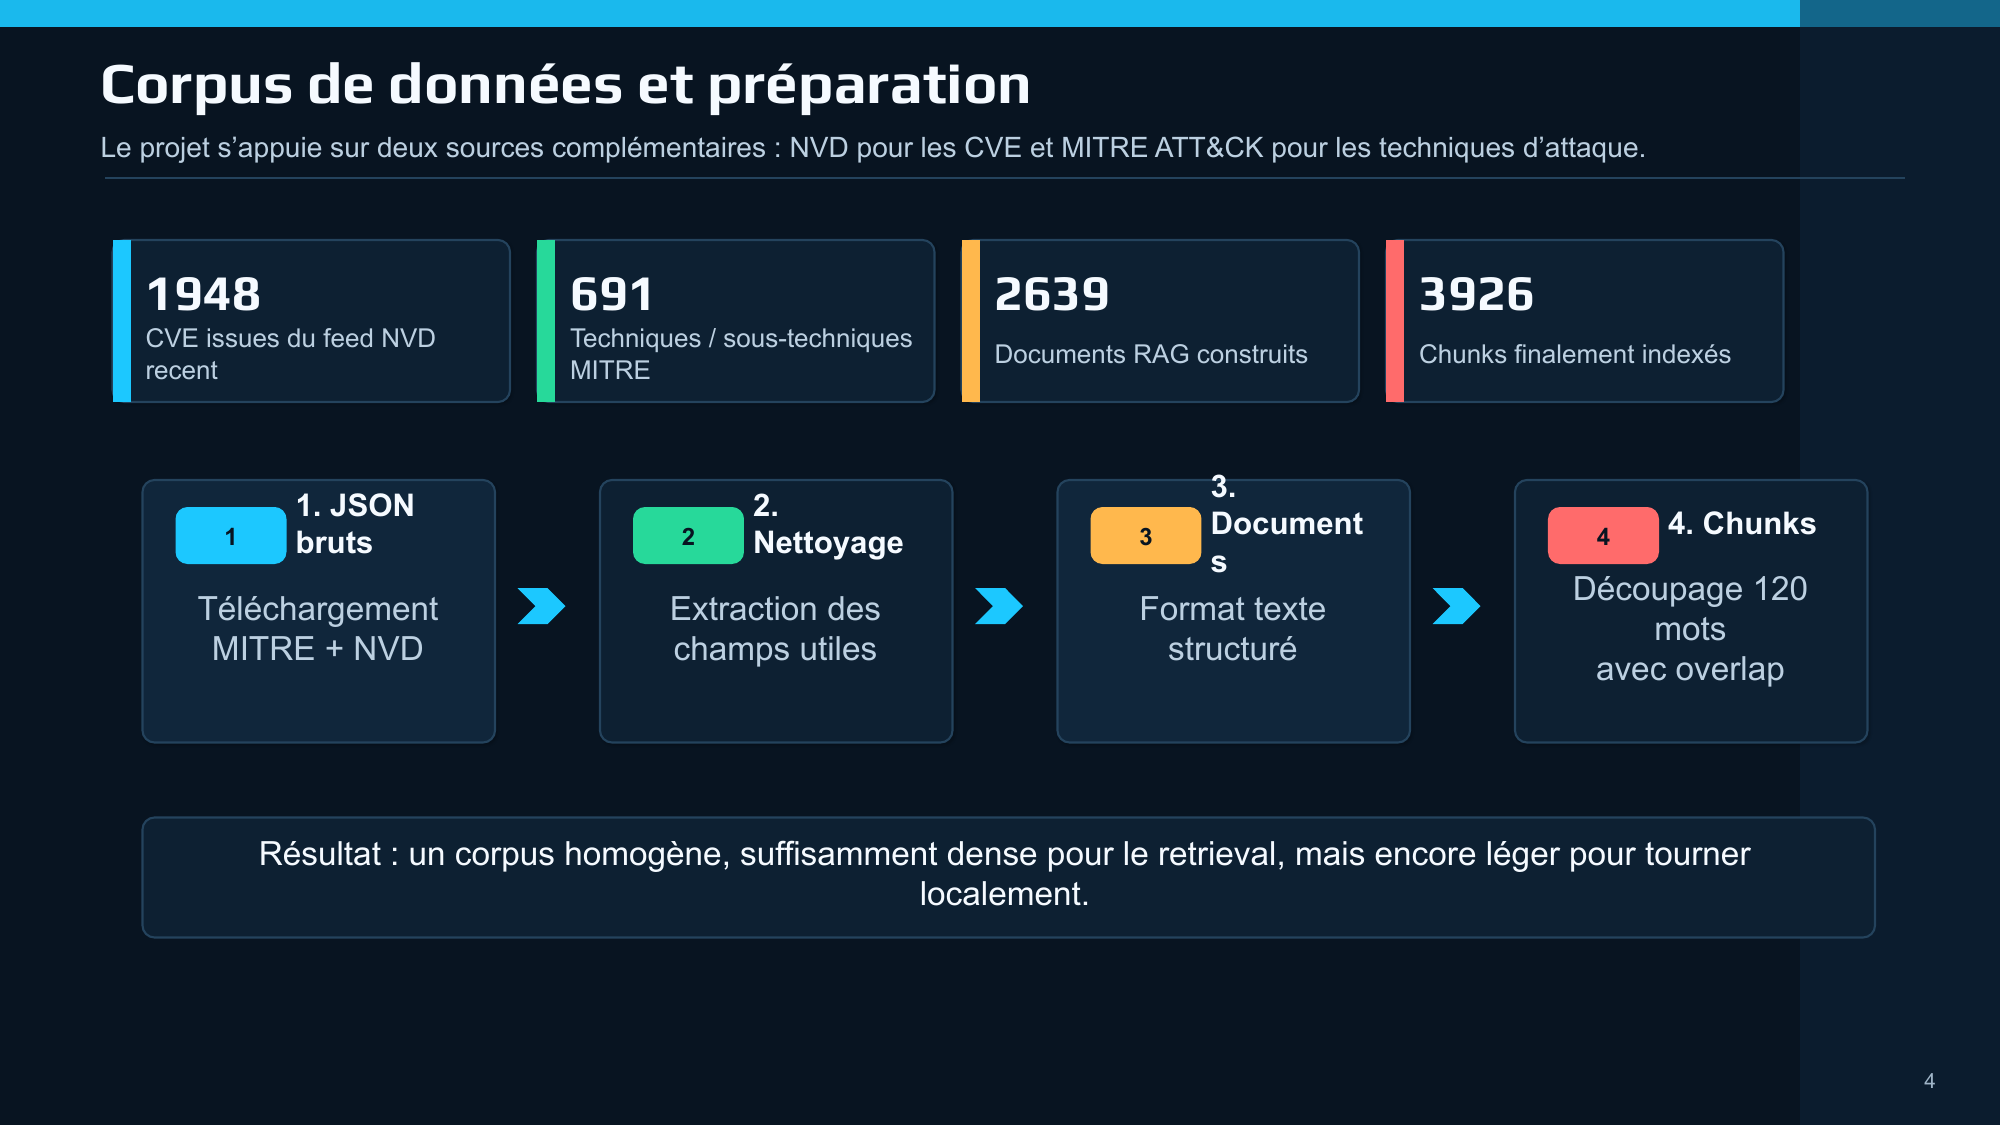 Corpus de données et préparation
Le projet s’appuie sur deux sources complémentaires : NVD pour les CVE et MITRE ATT&CK pour les techniques d’attaque.
1948
CVE issues du feed NVD
recent
691
Techniques / sous-techniques
MITRE
2639
Documents RAG construits
3926
Chunks finalement indexés
1
1. JSON
bruts
Téléchargement
MITRE + NVD
2
2.
Nettoyage
Extraction des
champs utiles
3
3.
Document
s
Format texte
structuré
4
4. Chunks
Découpage 120
mots
avec overlap
Résultat : un corpus homogène, suffisamment dense pour le retrieval, mais encore léger pour tourner
localement.
4